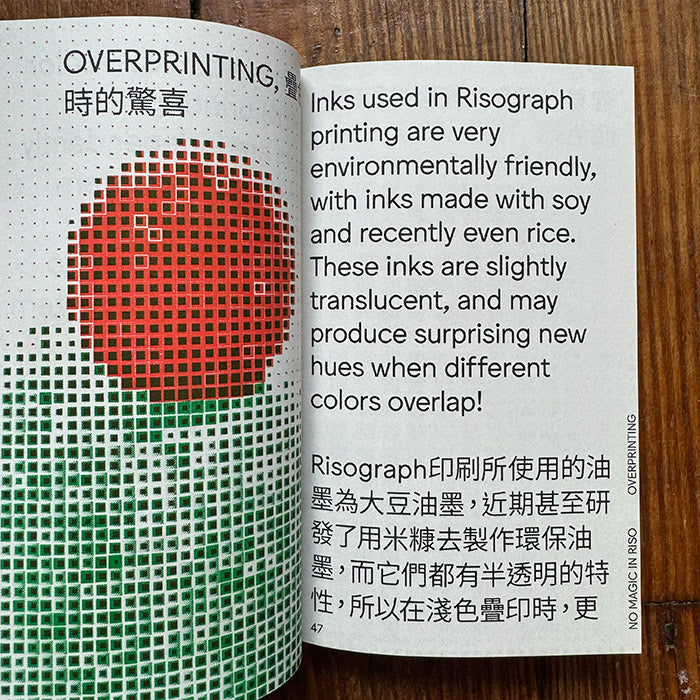 OVERPRINTING, 疊
時的驚喜
Inks used in Risograph
printing are very
environmentally friendly,
with inks made with soy
and recently even rice.
These inks are slightly
translucent, and may
produce surprising new
hues when different
colors overlap!
Risograph印刷所使用的油
墨為大豆油墨，近期甚至研
發了用米糠去製作環保油
墨，而它們都有半透明的特
性，所以在淺色疊印時，更
47
NO MAGIC IN RISO OVERPRINTING